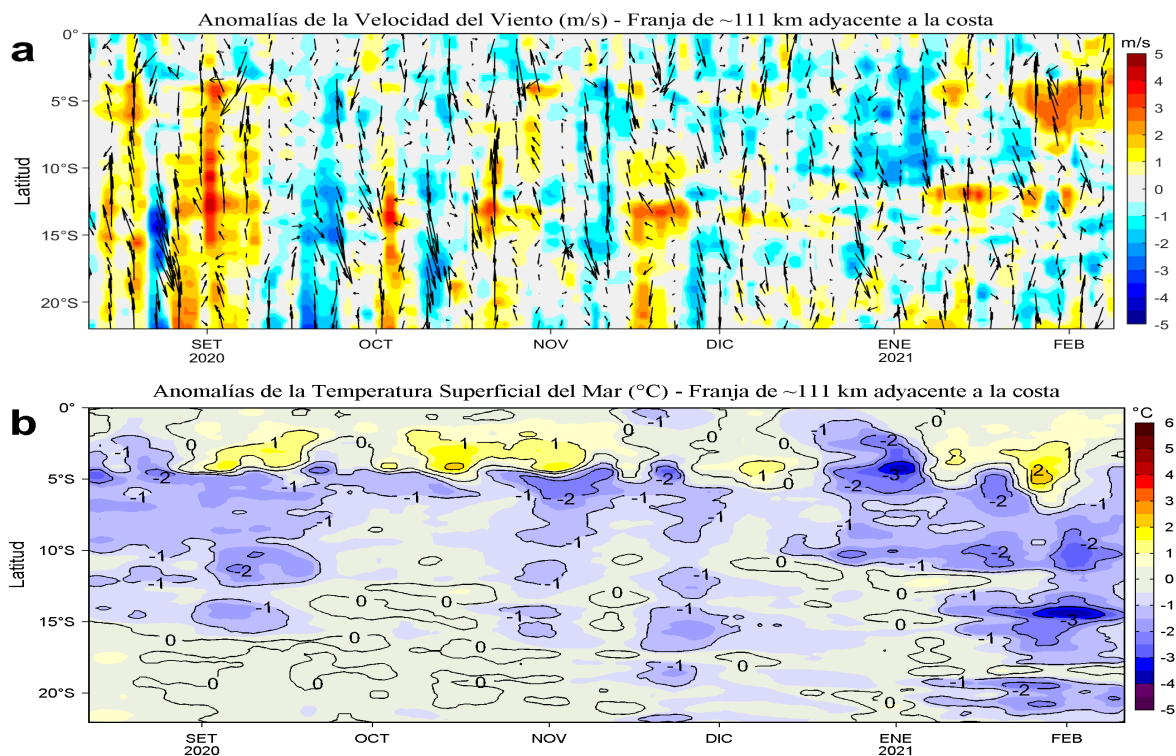 Anomalías de la Velocidad del Viento (m/s) - Franja de ~111 km adyacente a la costa
a
m/s
0°
5°S
10°S
15°S
20°S
Latitud
5
4
3
2
1
0
-1
-2
-3
-4
-5
SET OCT NOV DIC ENE FEB
2020 2021
Anomalías de la Temperatura Superficial del Mar (°C) - Franja de ~111 km adyacente a la costa
b
°C
0°
5°S
10°S
15°S
20°S
Latitud
6
5
4
3
2
1
0
-1
-2
-3
-4
-5
SET OCT NOV DIC ENE FEB
2020 2021